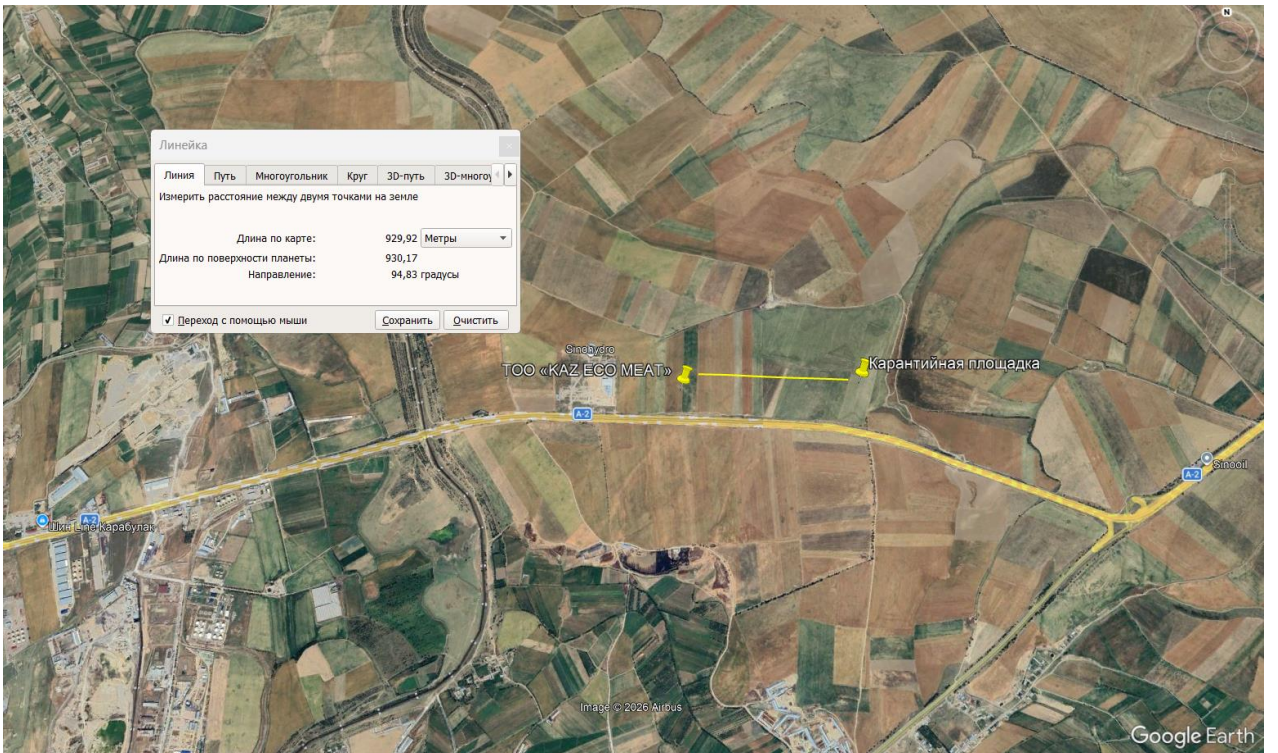 N
Линейка
Линия Путь Многоугольник Круг 3D-путь 3D-многоу
Измерить расстояние между двумя точками на земле
Длина по карте: 929,92 Метры
Длина по поверхности планеты: 930,17
Направление: 94,83 градусы
Переход с помощью мыши Сохранить Очистить
Sinohydro
ТОО «KAZ ECO MEAT»
Карантийная площадка
A-2
Sinooil
A-2
A-2
Шин Line Карабулак
Image © 2026 Airbus
Google Earth